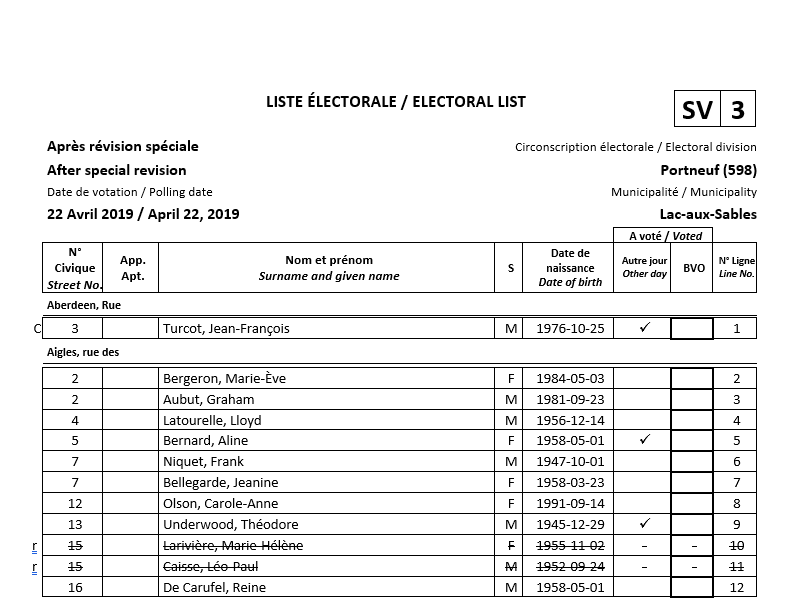 LISTE ÉLECTORALE / ELECTORAL LIST
SV 3
Après révision spéciale Circonscription électorale / Electoral division
After special revision Portneuf (598)
Date de votation / Polling date Municipalité / Municipality
22 Avril 2019 / April 22, 2019 Lac-aux-Sables
A voté / Voted
N° Civique Street No. App. Apt. Nom et prénom Surname and given name S Date de naissance Date of birth Autre jour Other day BVO N° Ligne Line No.
Aberdeen, Rue
C 3 Turcot, Jean-François M 1976-10-25 ✓ 1
Aigles, rue des
2 Bergeron, Marie-Ève F 1984-05-03 2
2 Aubut, Graham M 1981-09-23 3
4 Latourelle, Lloyd M 1956-12-14 4
5 Bernard, Aline F 1958-05-01 ✓ 5
7 Niquet, Frank M 1947-10-01 6
7 Bellegarde, Jeanine F 1958-03-23 7
12 Olson, Carole-Anne F 1991-09-14 8
13 Underwood, Théodore M 1945-12-29 ✓ 9
r 15 Larivière, Marie-Hélène F 1955-11-02 - - 10
r 15 Caisse, Léo-Paul M 1952-09-24 - - 11
16 De Carufel, Reine M 1958-05-01 12